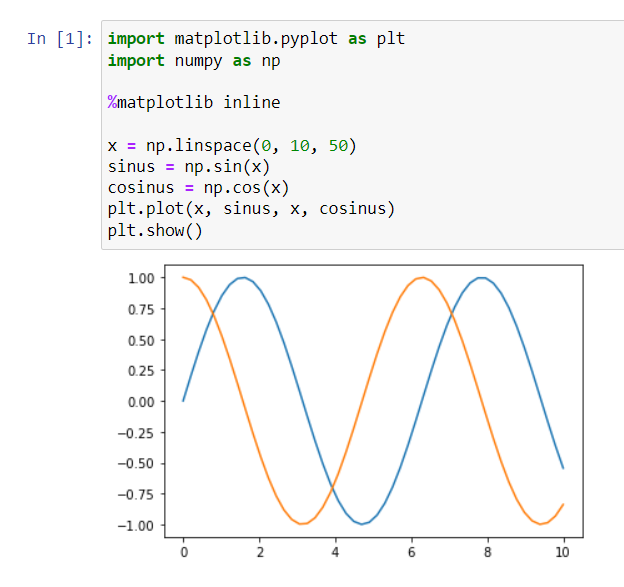 In [1]: import matplotlib.pyplot as plt
import numpy as np
%matplotlib inline
x = np.linspace(0, 10, 50)
sinus = np.sin(x)
cosinus = np.cos(x)
plt.plot(x, sinus, x, cosinus)
plt.show()
1.00
0.75
0.50
0.25
0.00
−0.25
−0.50
−0.75
−1.00
0 2 4 6 8 10